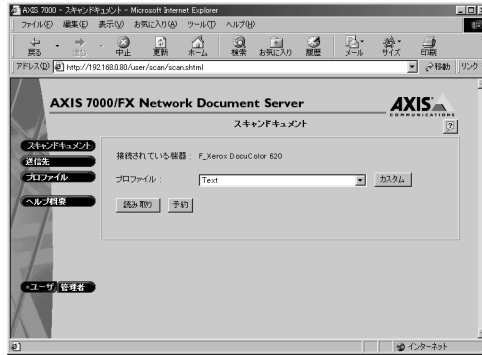 AXIS 7000 - スキャンドキュメント - Microsoft Internet Explorer
ファイル(F) 編集(E) 表示(V) お気に入り(A) ツール(T) ヘルプ(H)
戻る 進む 中止 更新 ホーム 検索 お気に入り 履歴 メール サイズ 印刷
アドレス(D) http://192.168.0.80/user/scan/scan.shtml 移動 リンク
AXIS 7000/FX Network Document Server
AXIS
COMMUNICATIONS
スキャンドキュメント
?
スキャンドキュメント
送信先
プロファイル
ヘルプ概要
接続されている機器 : F_Xerox DocuColor 620
プロファイル : Text カスタム
読み取り 予約
・ユーザ 管理者
インターネット